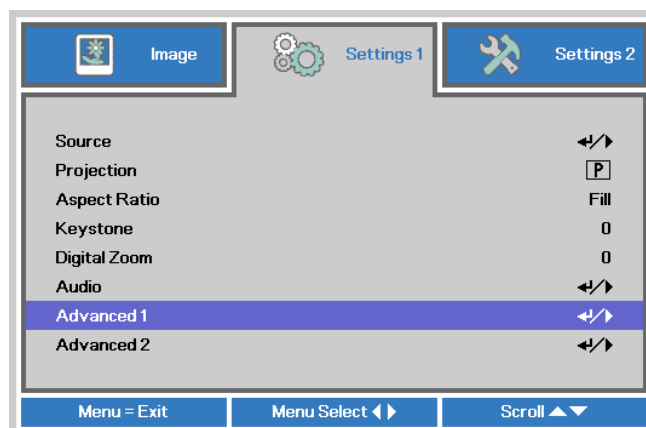 Image
Settings 1
Settings 2
Source
Projection P
Aspect Ratio Fill
Keystone 0
Digital Zoom 0
Audio
Advanced 1
Advanced 2
Menu = Exit
Menu Select
Scroll